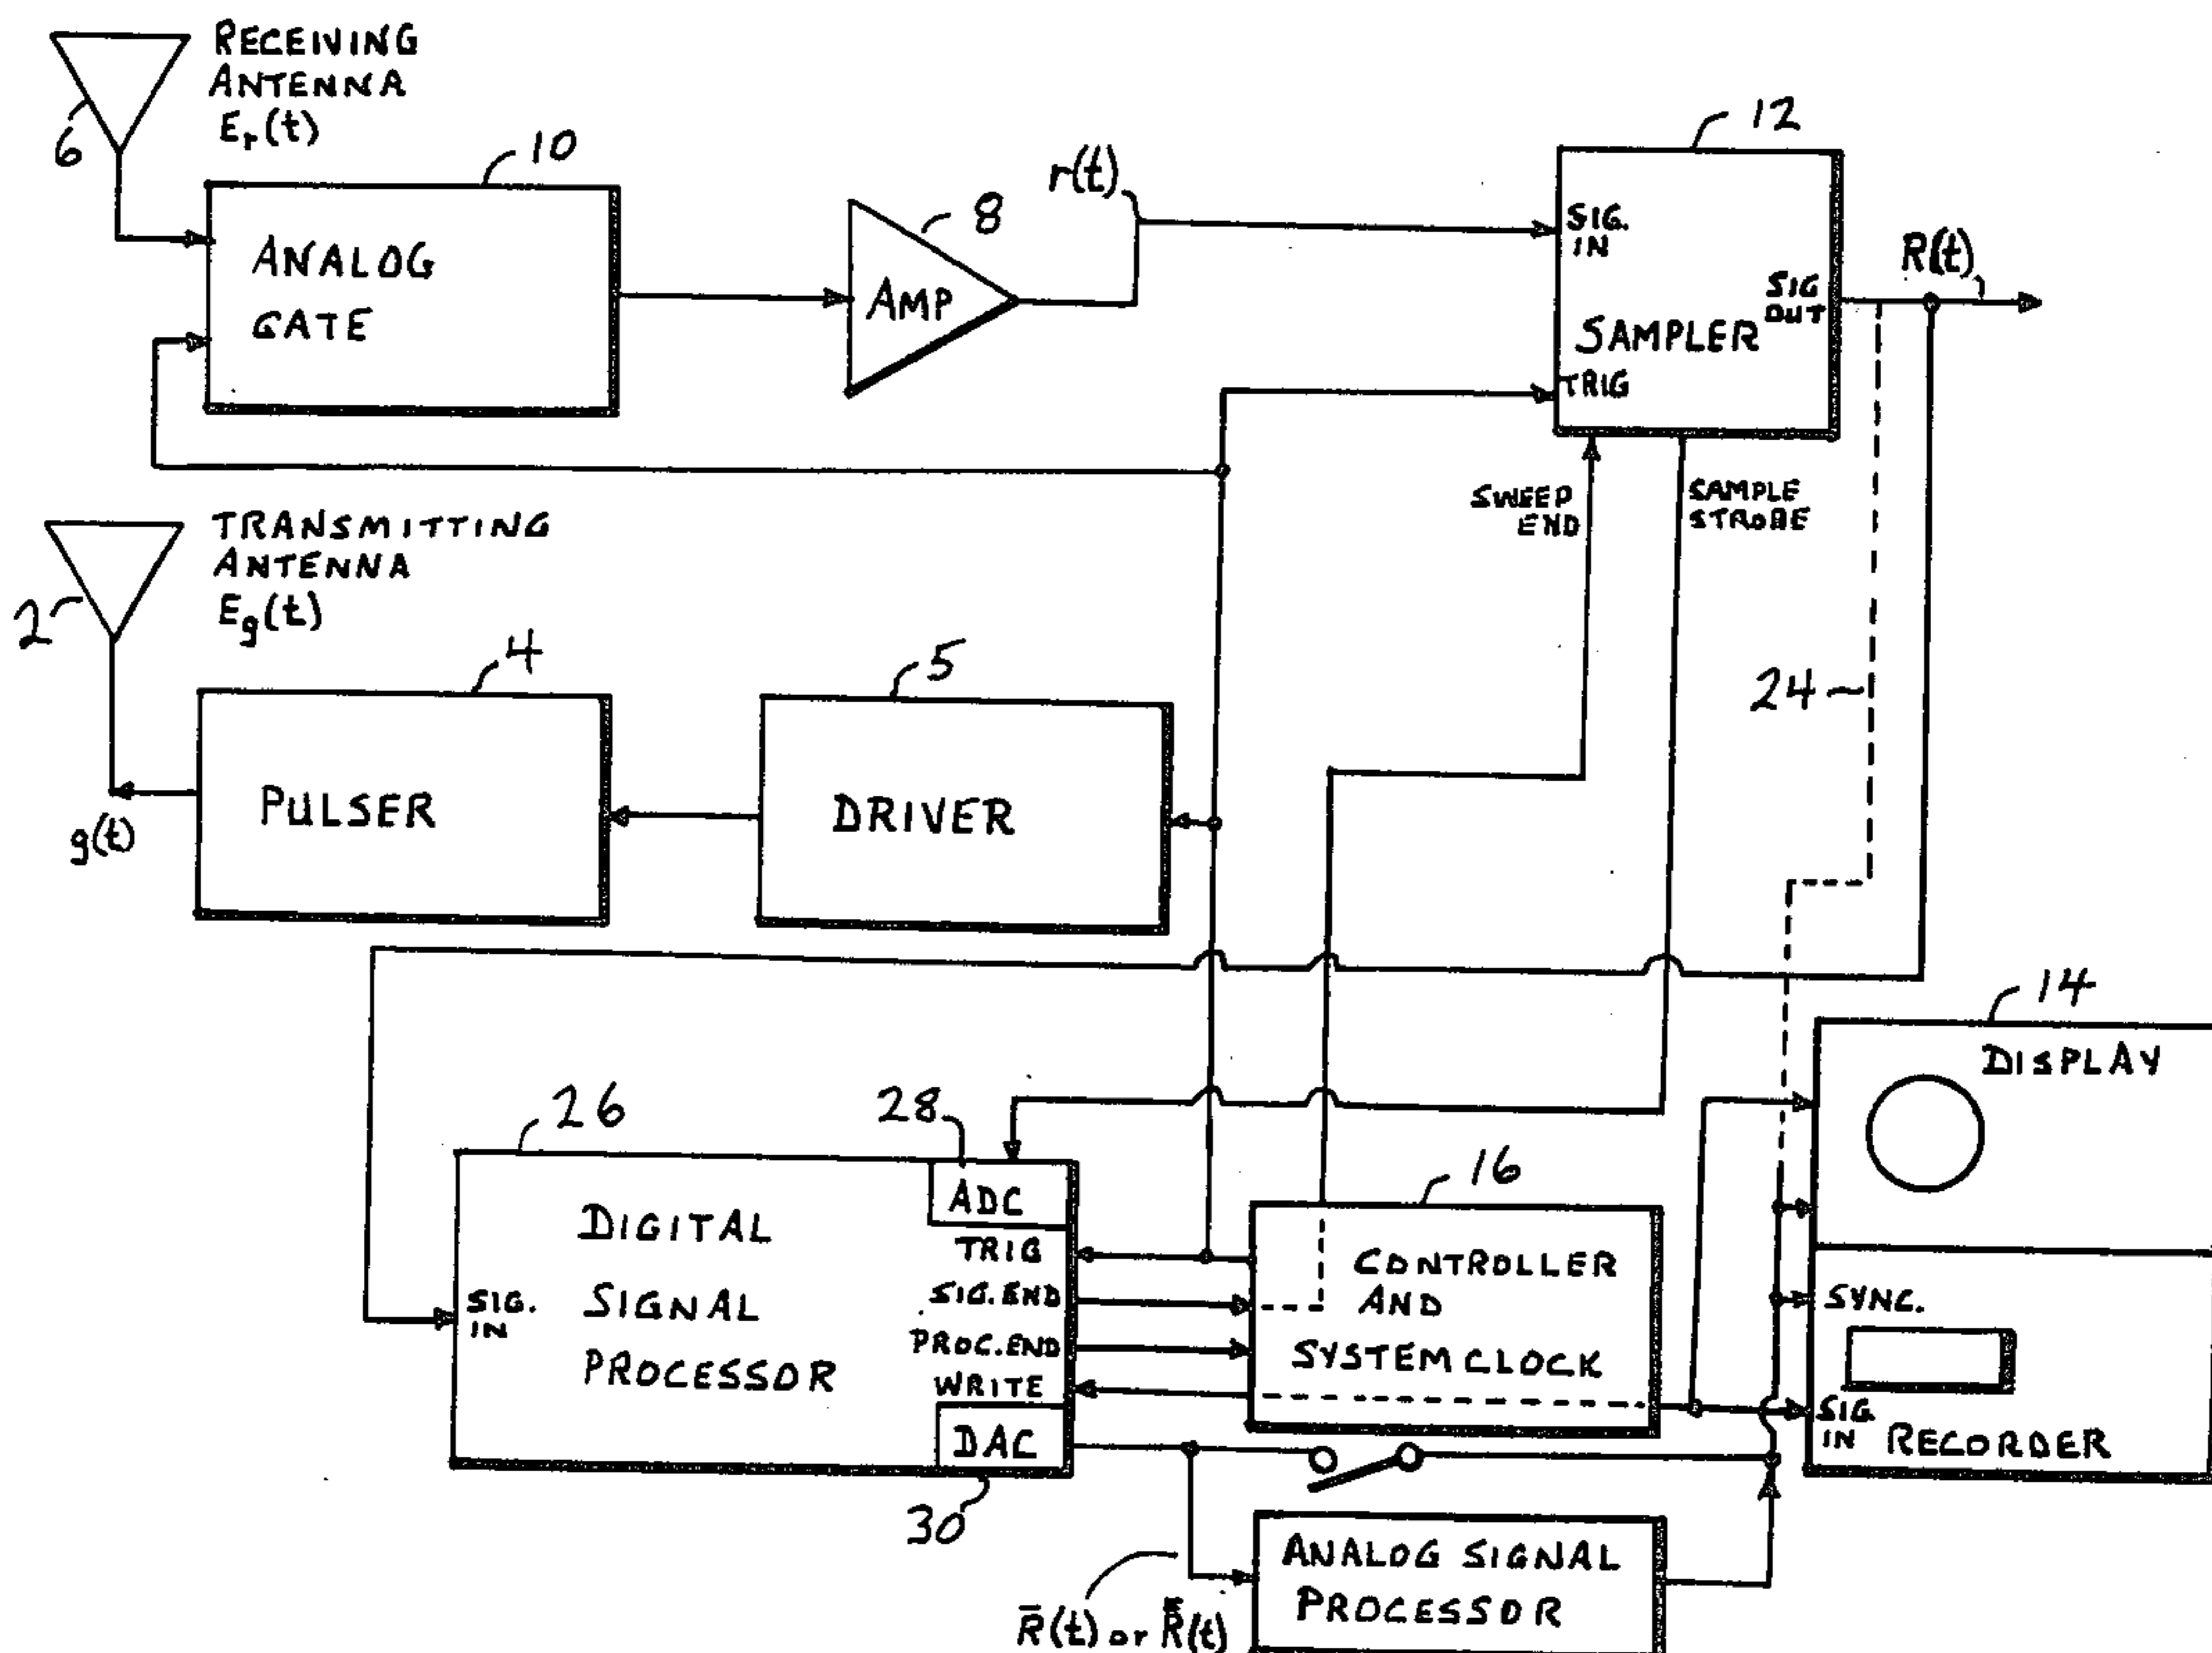 RECEIVING
ANTENNA
Er(t)
6
10
ANALOG
GATE
8
AMP
r(t)
12
SIG.
IN
SIG
OUT
SAMPLER
TRIG
R(t)
SWEEP
END
SAMPLE
STROBE
TRANSMITTING
ANTENNA
Eg(t)
2
4
PULSER
g(t)
5
DRIVER
24
14
DISPLAY
26
28
ADC
DIGITAL
SIGNAL
PROCESSOR
SIG.
IN
TRIG
SIG.END
PROC.END
WRITE
DAC
30
16
CONTROLLER
AND
SYSTEM CLOCK
SYNC.
SIG
IN
RECORDER
ANALOG SIGNAL
PROCESSOR
R̄(t) or R̿(t)